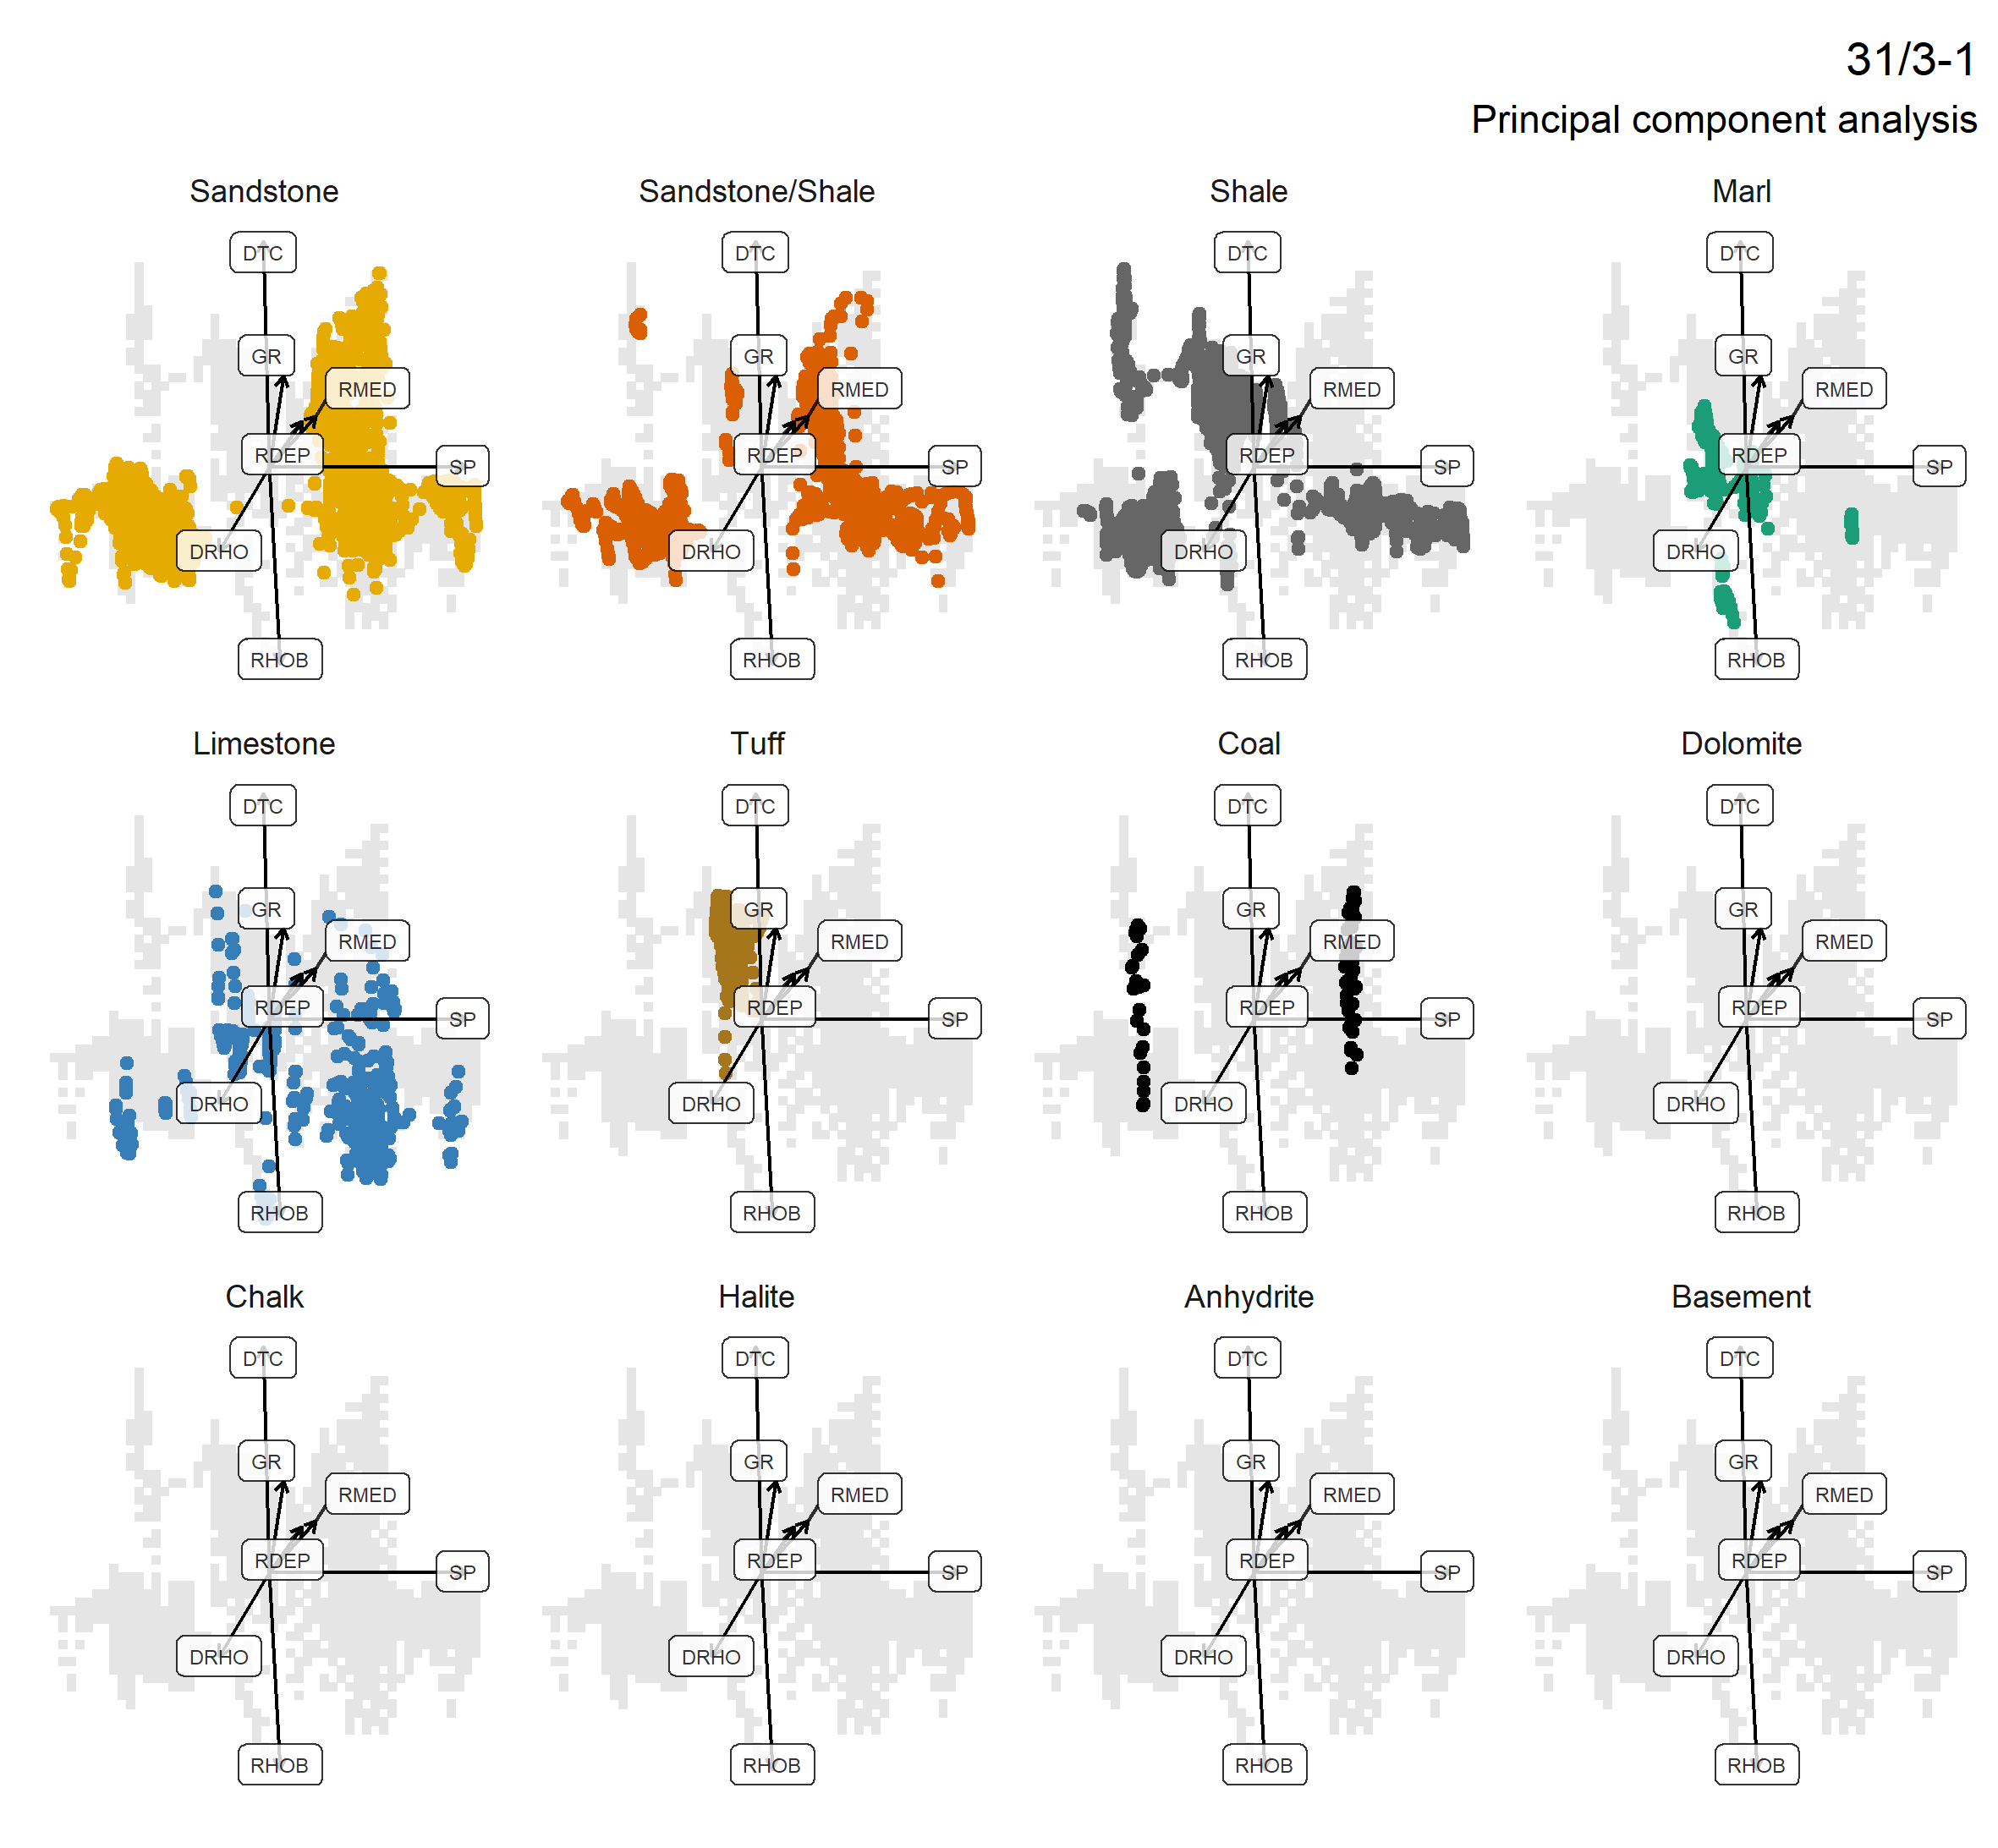 31/3-1
Principal component analysis
Sandstone
DTC
GR
RMED
RDEP
SP
DRHO
RHOB
Sandstone/Shale
DTC
GR
RMED
RDEP
SP
DRHO
RHOB
Shale
DTC
GR
RMED
RDEP
SP
DRHO
RHOB
Marl
DTC
GR
RMED
RDEP
SP
DRHO
RHOB
Limestone
DTC
GR
RMED
RDEP
SP
DRHO
RHOB
Tuff
DTC
GR
RMED
RDEP
SP
DRHO
RHOB
Coal
DTC
GR
RMED
RDEP
SP
DRHO
RHOB
Dolomite
DTC
GR
RMED
RDEP
SP
DRHO
RHOB
Chalk
DTC
GR
RMED
RDEP
SP
DRHO
RHOB
Halite
DTC
GR
RMED
RDEP
SP
DRHO
RHOB
Anhydrite
DTC
GR
RMED
RDEP
SP
DRHO
RHOB
Basement
DTC
GR
RMED
RDEP
SP
DRHO
RHOB